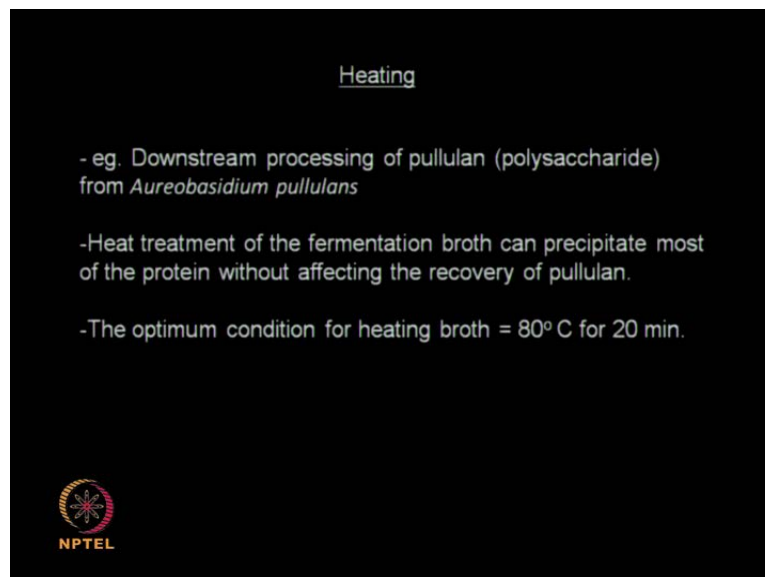 Heating
- eg. Downstream processing of pullulan (polysaccharide)
from Aureobasidium pullulans
-Heat treatment of the fermentation broth can precipitate most
of the protein without affecting the recovery of pullulan.
-The optimum condition for heating broth = 80º C for 20 min.
NPTEL